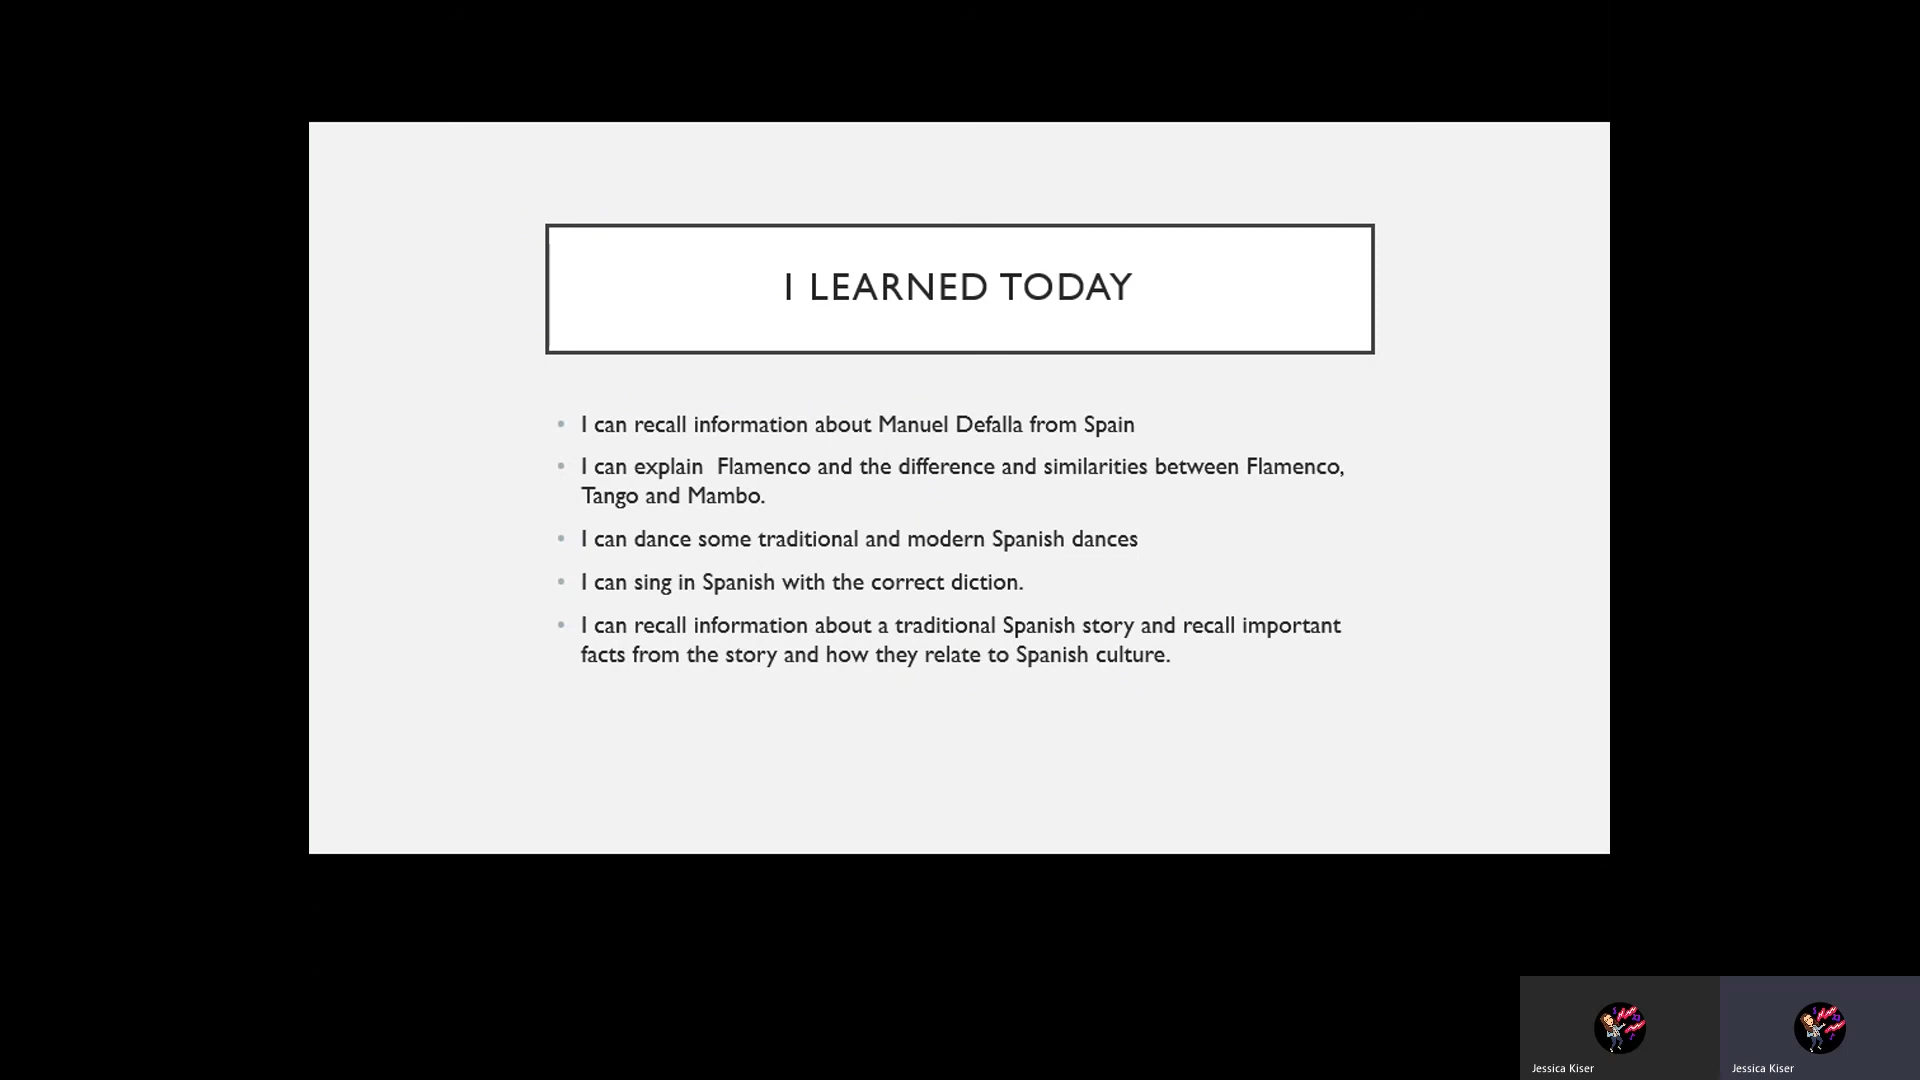 I LEARNED TODAY
• I can recall information about Manuel Defalla from Spain
• I can explain  Flamenco and the difference and similarities between Flamenco,
Tango and Mambo.
• I can dance some traditional and modern Spanish dances
• I can sing in Spanish with the correct diction.
• I can recall information about a traditional Spanish story and recall important
facts from the story and how they relate to Spanish culture.
Jessica Kiser
Jessica Kiser